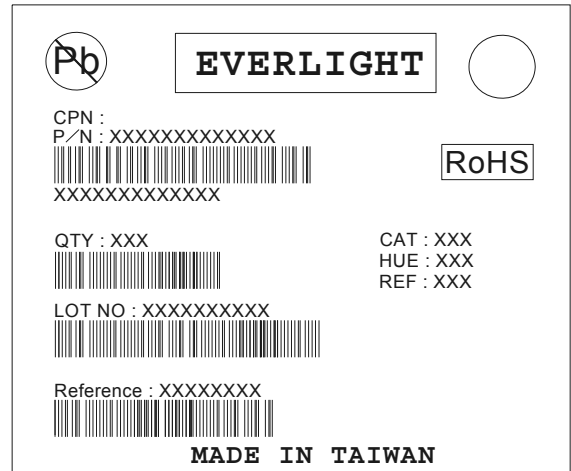 Pb
EVERLIGHT
CPN :
P/N : XXXXXXXXXXXXX
RoHS
XXXXXXXXXXXXX
QTY : XXX
CAT : XXX
HUE : XXX
REF : XXX
LOT NO : XXXXXXXXXX
Reference : XXXXXXXX
MADE IN TAIWAN